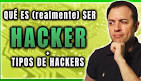 QUÉ ES (realmente) SER
HACKER
+
TIPOS DE HACKERS